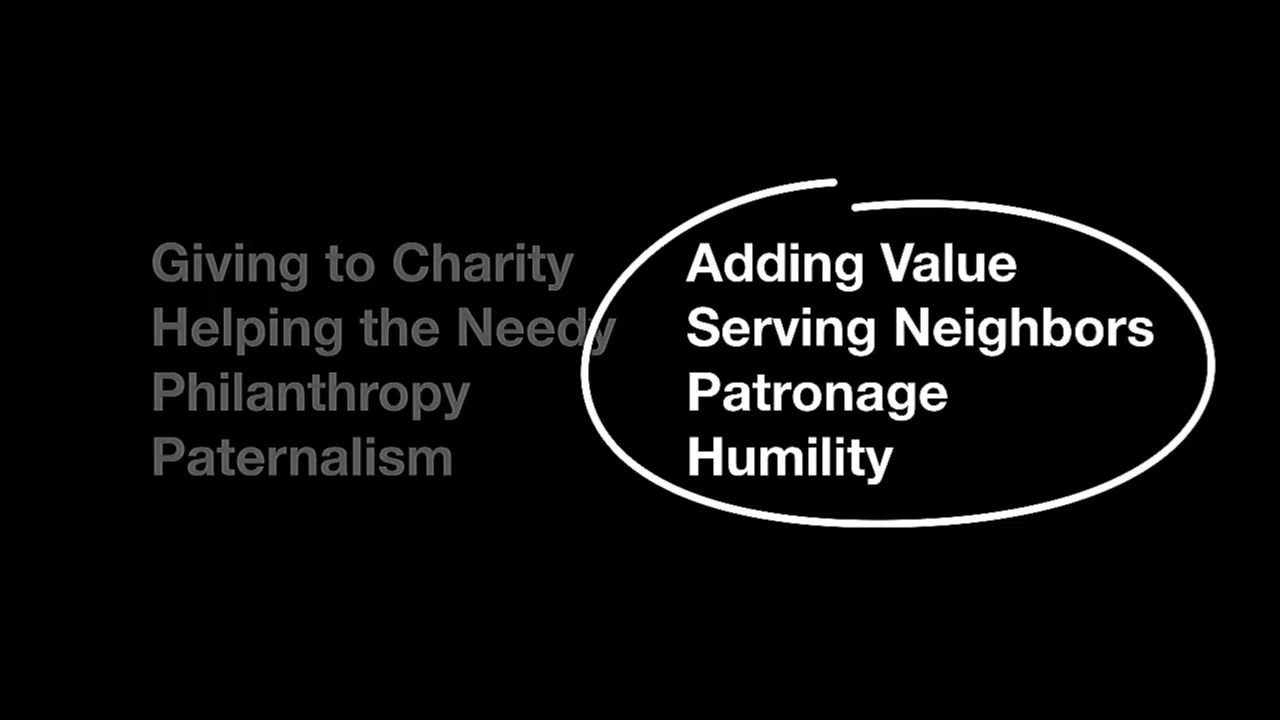 Giving to Charity
Helping the Needy
Philanthropy
Paternalism
Adding Value
Serving Neighbors
Patronage
Humility